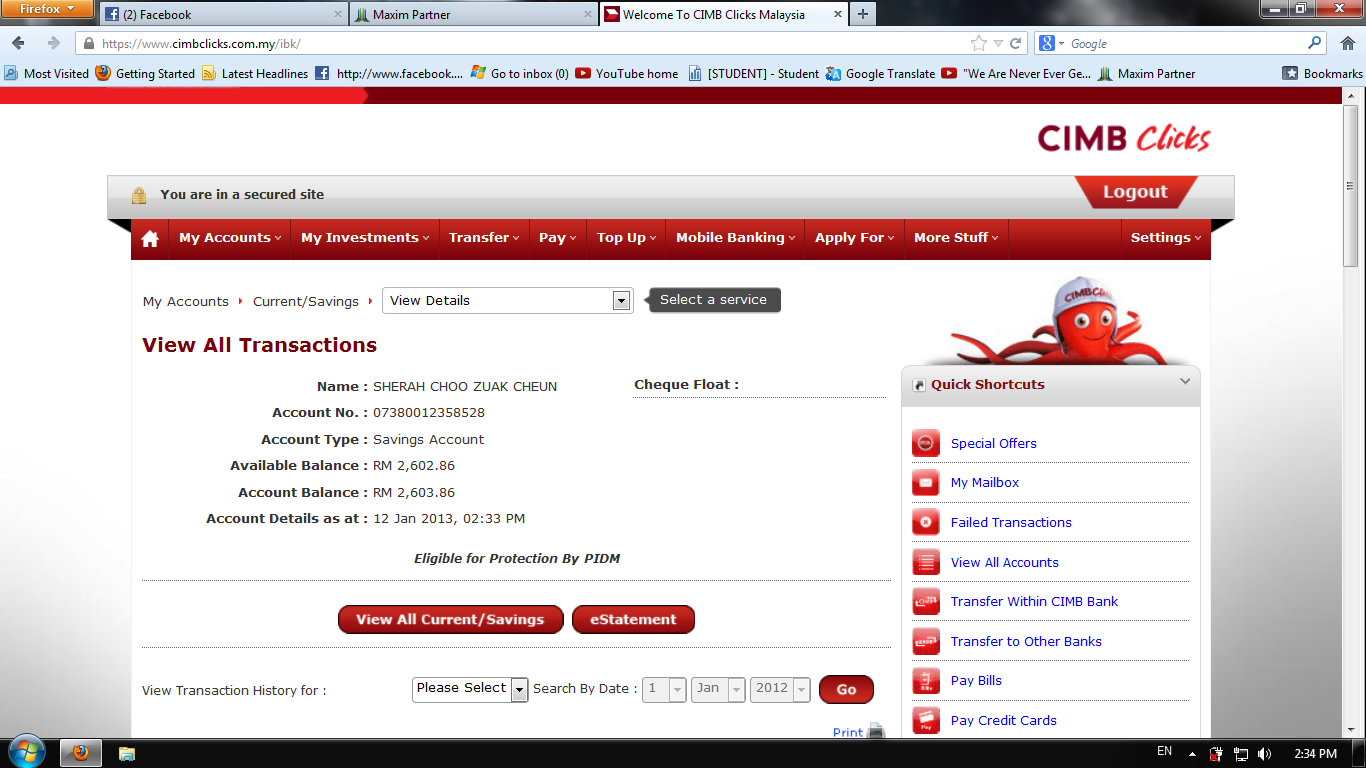 Firefox
(2) Facebook
Maxim Partner
Welcome To CIMB Clicks Malaysia
https://www.cimbclicks.com.my/ibk/
Google
Most Visited Getting Started Latest Headlines http://www.facebook.... Go to inbox (0) YouTube home [STUDENT] - Student Google Translate "We Are Never Ever Ge... Maxim Partner Bookmarks
CIMB Clicks
You are in a secured site
Logout
My Accounts My Investments Transfer Pay Top Up Mobile Banking Apply For More Stuff Settings
My Accounts Current/Savings View Details Select a service
CIMBCLICKS
View All Transactions
Name : SHERAH CHOO ZUAK CHEUN
Cheque Float :
Account No. : 07380012358528
Account Type : Savings Account
Available Balance : RM 2,602.86
Account Balance : RM 2,603.86
Account Details as at : 12 Jan 2013, 02:33 PM
Eligible for Protection By PIDM
View All Current/Savings eStatement
View Transaction History for : Please Select Search By Date : 1 Jan 2012 Go
Print
Quick Shortcuts
Special Offers
My Mailbox
Failed Transactions
View All Accounts
Transfer Within CIMB Bank
Transfer to Other Banks
Pay Bills
Pay Credit Cards
EN 2:34 PM